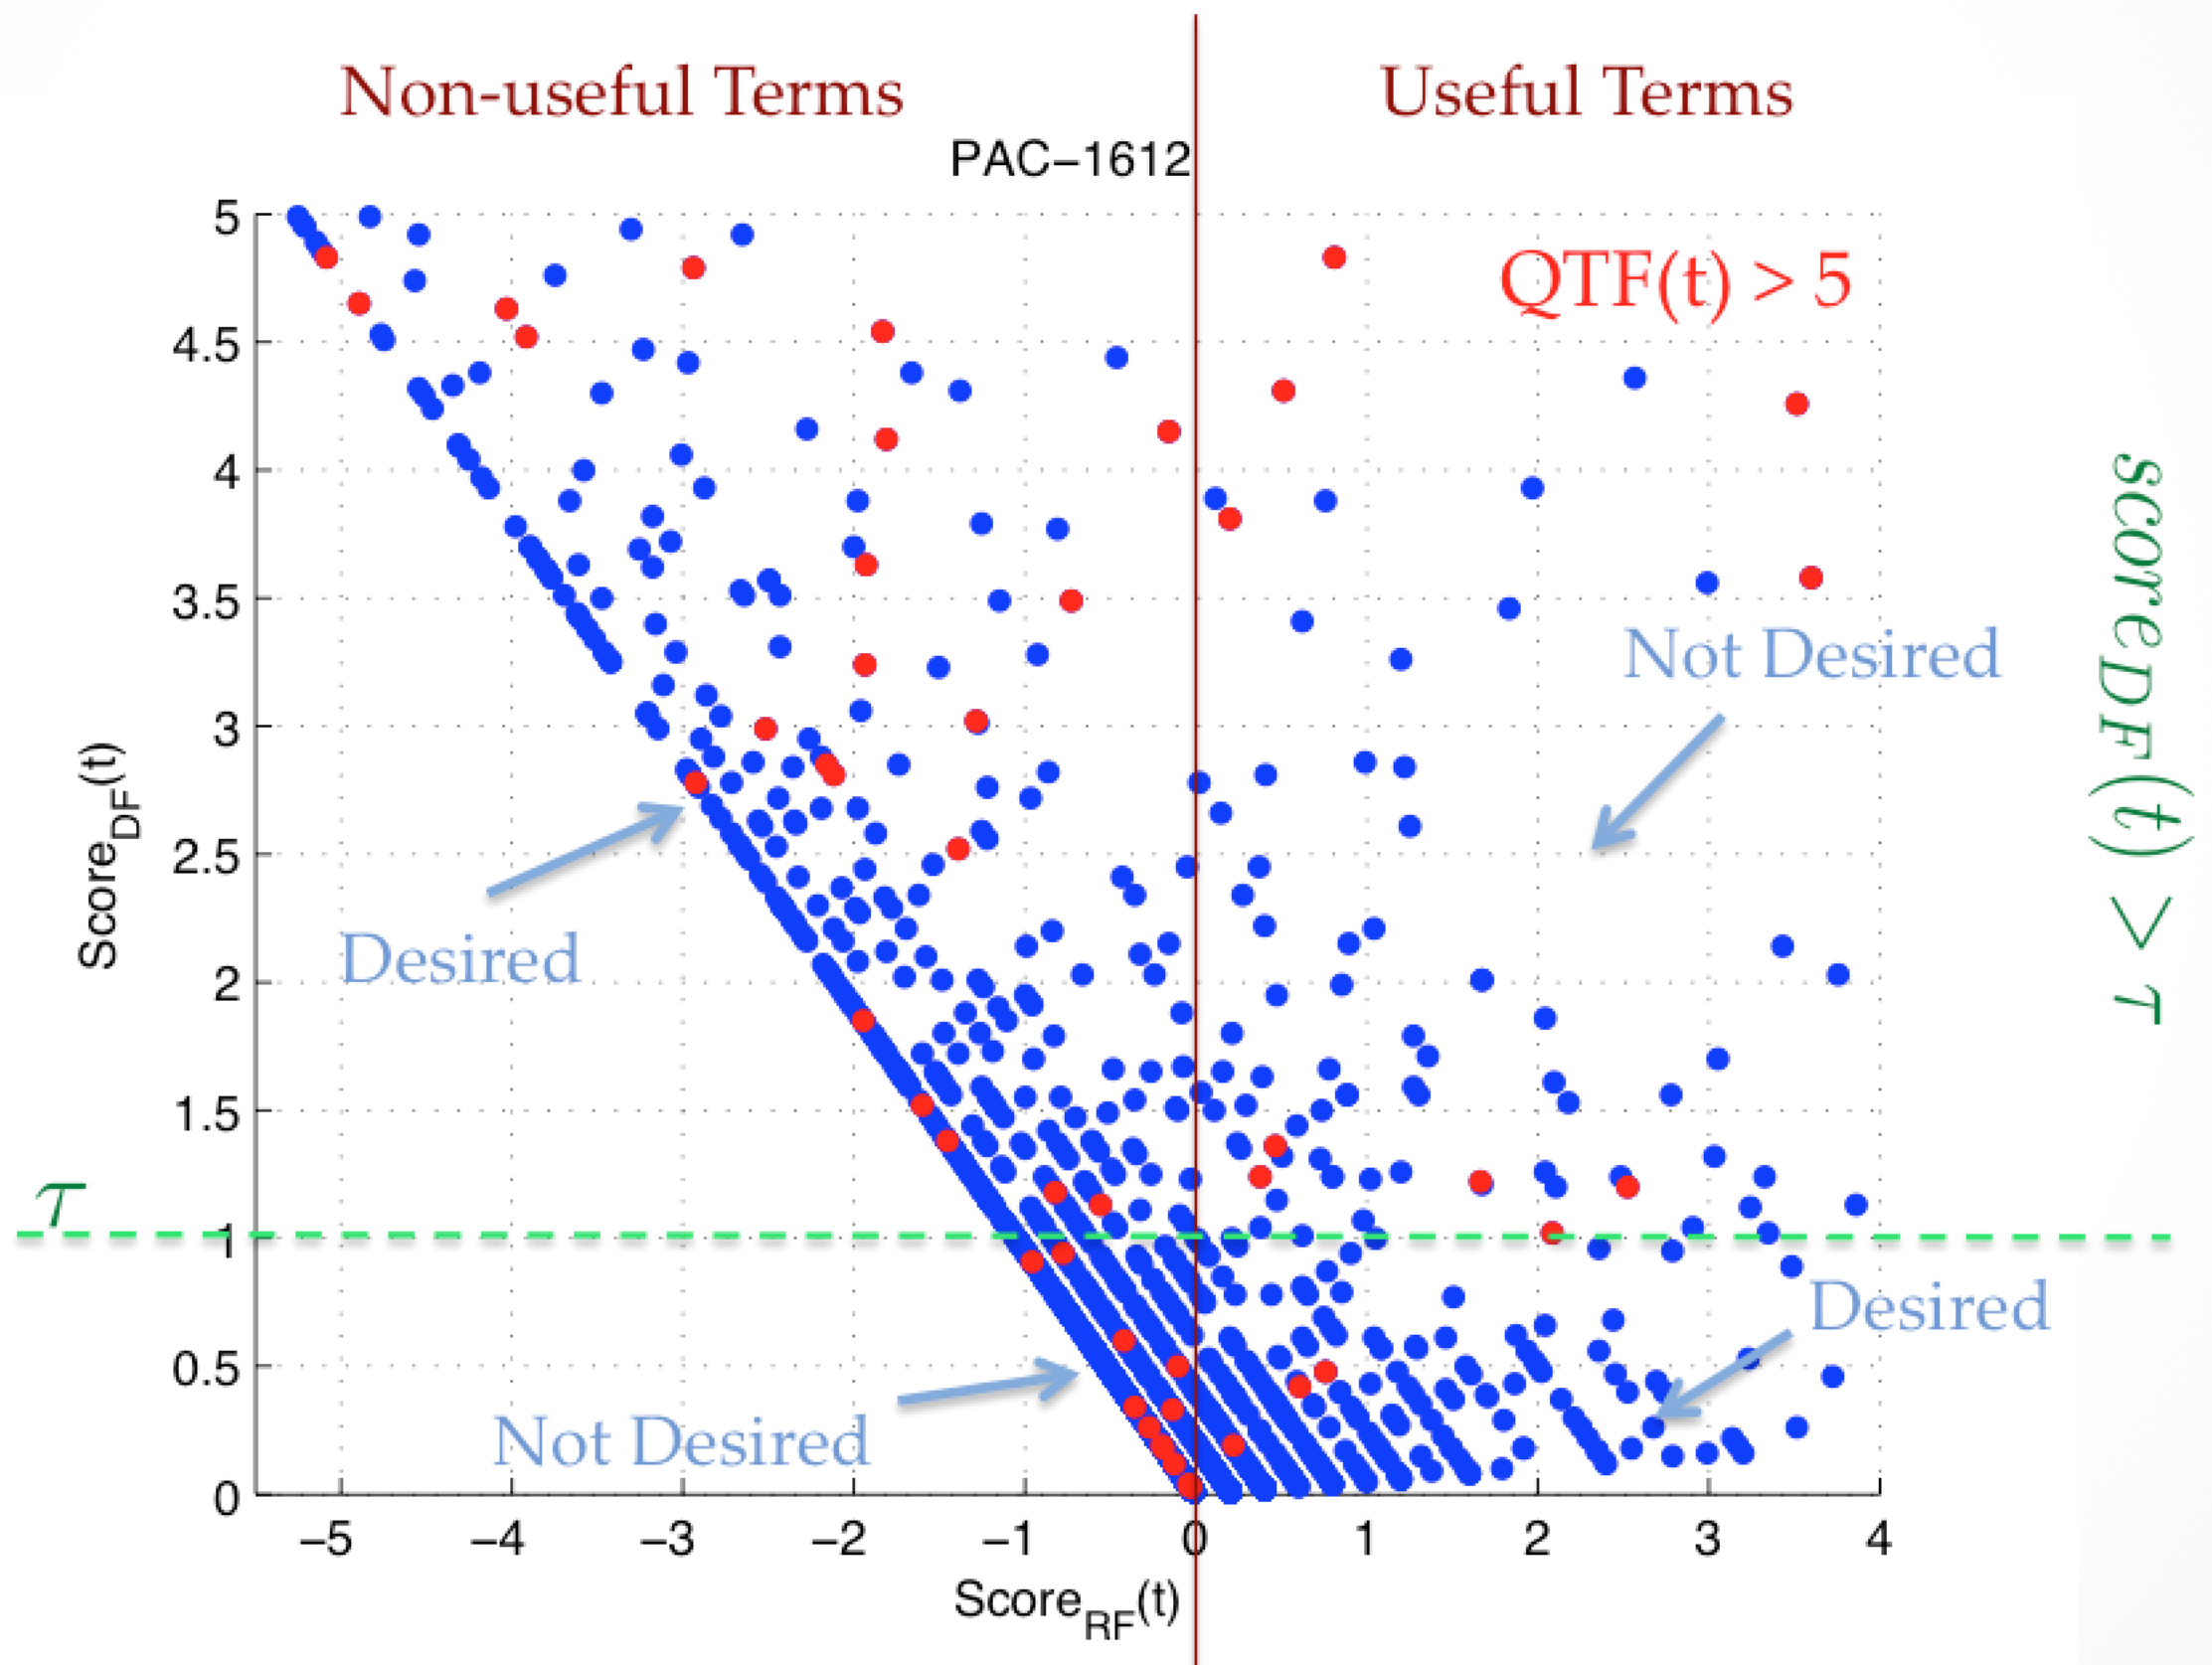 Non-useful Terms
Useful Terms
PAC−1612
QTF(t) > 5
5
4.5
4
3.5
3
2.5
2
1.5
1
0.5
0
Score_DF(t)
Not Desired
scoreDF(t) > τ
Desired
τ
Desired
Not Desired
−5 −4 −3 −2 −1 0 1 2 3 4
Score_RF(t)